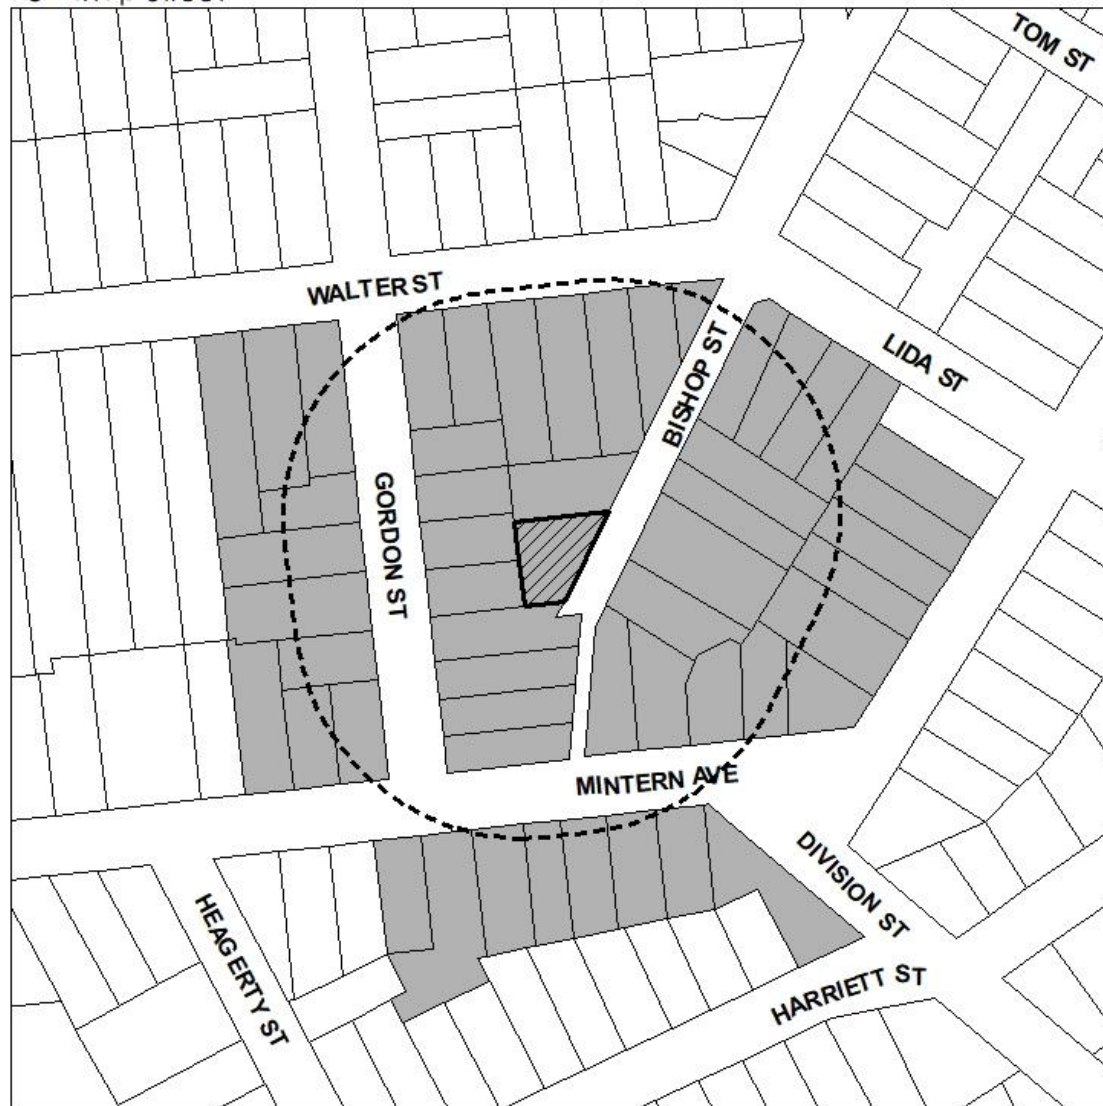 TOM ST
WALTER ST
LIDA ST
BISHOP ST
GORDON ST
MINTERN AVE
DIVISION ST
HEAGERTY ST
HARRIETT ST